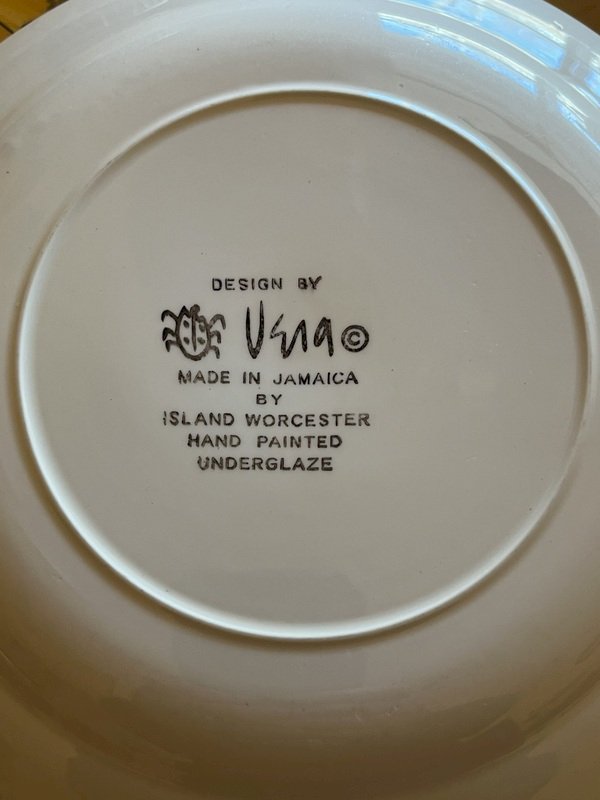 DESIGN BY
Vera ©
MADE IN JAMAICA
BY
ISLAND WORCESTER
HAND PAINTED
UNDERGLAZE